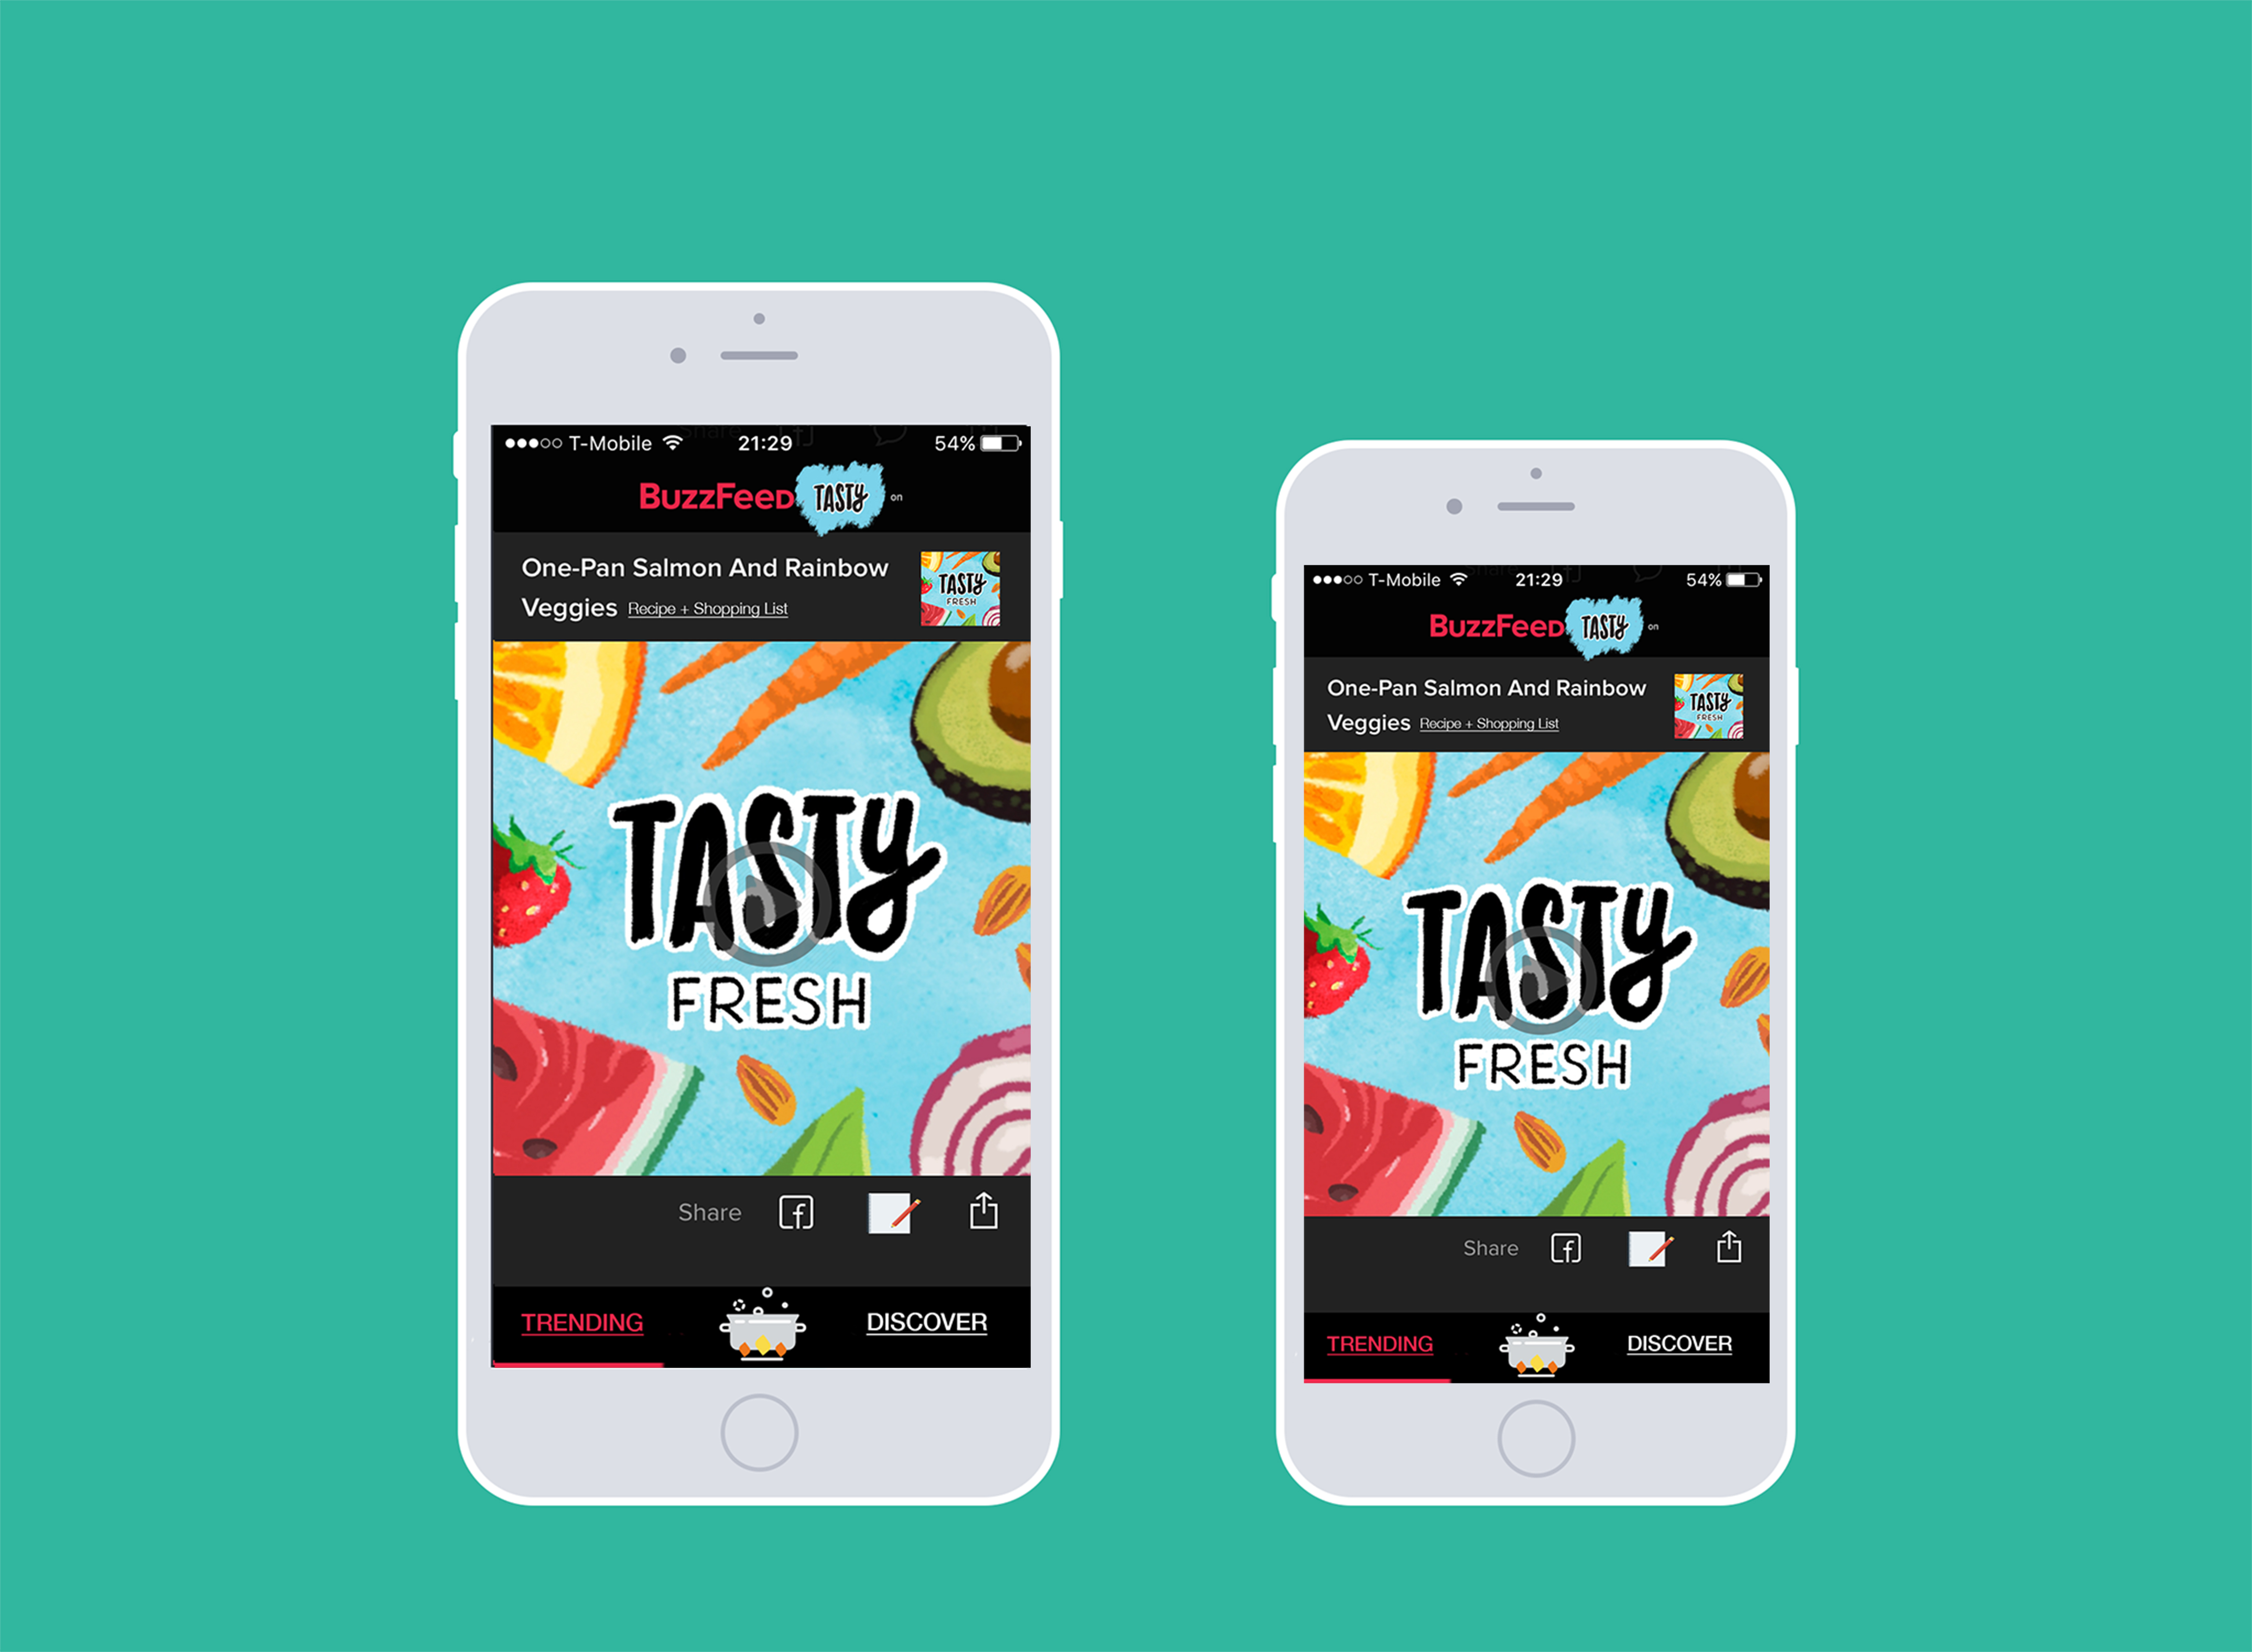 T-Mobile 21:29 54%
BuzzFeed TASTY on
One-Pan Salmon And Rainbow
Veggies Recipe + Shopping List
TASTY
FRESH
TASTY
FRESH
Share
TRENDING DISCOVER
T-Mobile 21:29 54%
BuzzFeed TASTY on
One-Pan Salmon And Rainbow
Veggies Recipe + Shopping List
TASTY
FRESH
TASTY
FRESH
Share
TRENDING DISCOVER